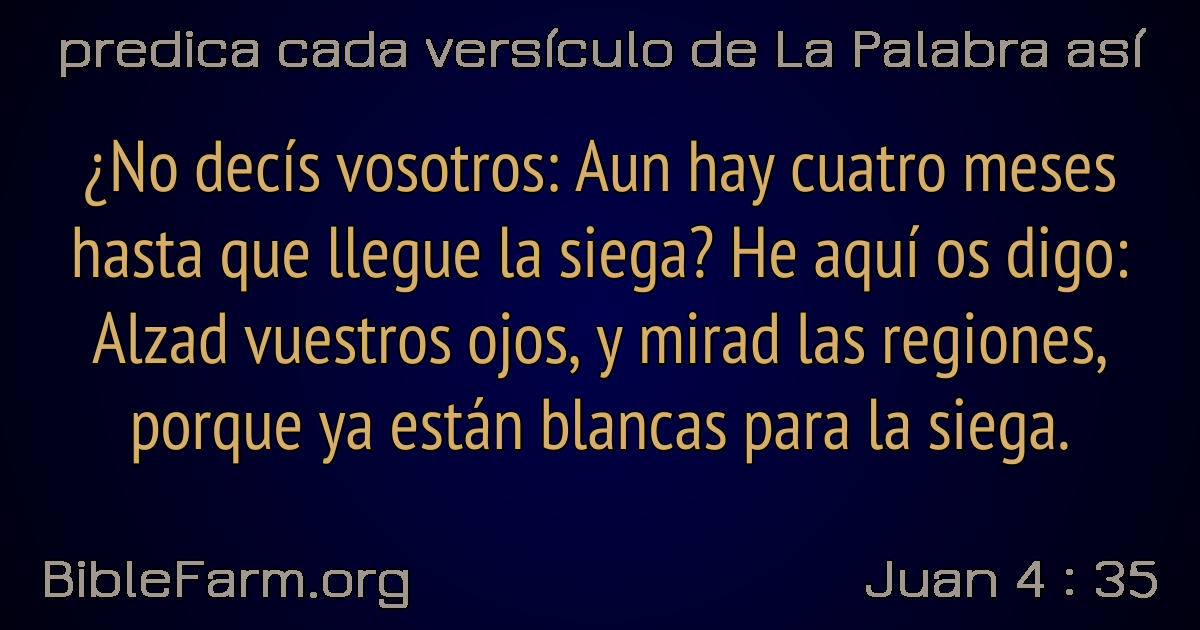 predica cada versículo de La Palabra así
¿No decís vosotros: Aun hay cuatro meses
hasta que llegue la siega? He aquí os digo:
Alzad vuestros ojos, y mirad las regiones,
porque ya están blancas para la siega.
BibleFarm.org
Juan 4 : 35